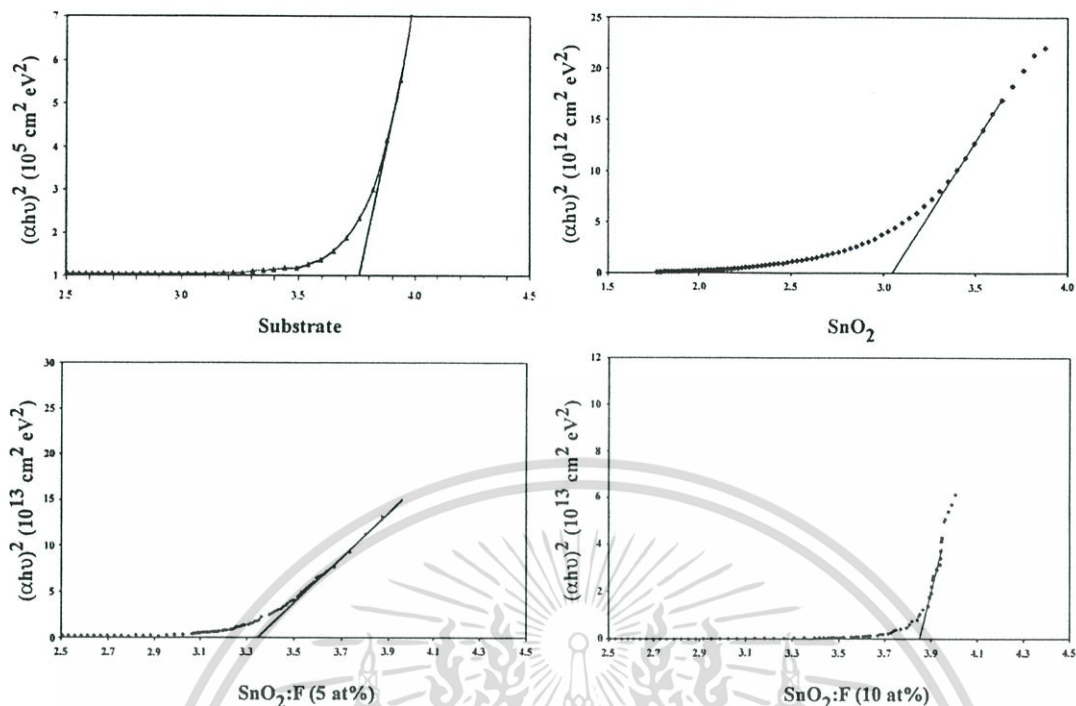 (αhυ)² (10⁵ cm² eV²)
7
6
5
4
3
2
1
2.5 3.0 3.5 4.0 4.5
Substrate
(αhυ)² (10¹² cm² eV²)
25
20
15
10
5
0
1.5 2.0 2.5 3.0 3.5 4.0
SnO₂
(αhυ)² (10¹³ cm² eV²)
30
25
20
15
10
5
0
2.5 2.7 2.9 3.1 3.3 3.5 3.7 3.9 4.1 4.3 4.5
SnO₂:F (5 at%)
(αhυ)² (10¹³ cm² eV²)
12
10
8
6
4
2
0
2.5 2.7 2.9 3.1 3.3 3.5 3.7 3.9 4.1 4.3 4.5
SnO₂:F (10 at%)